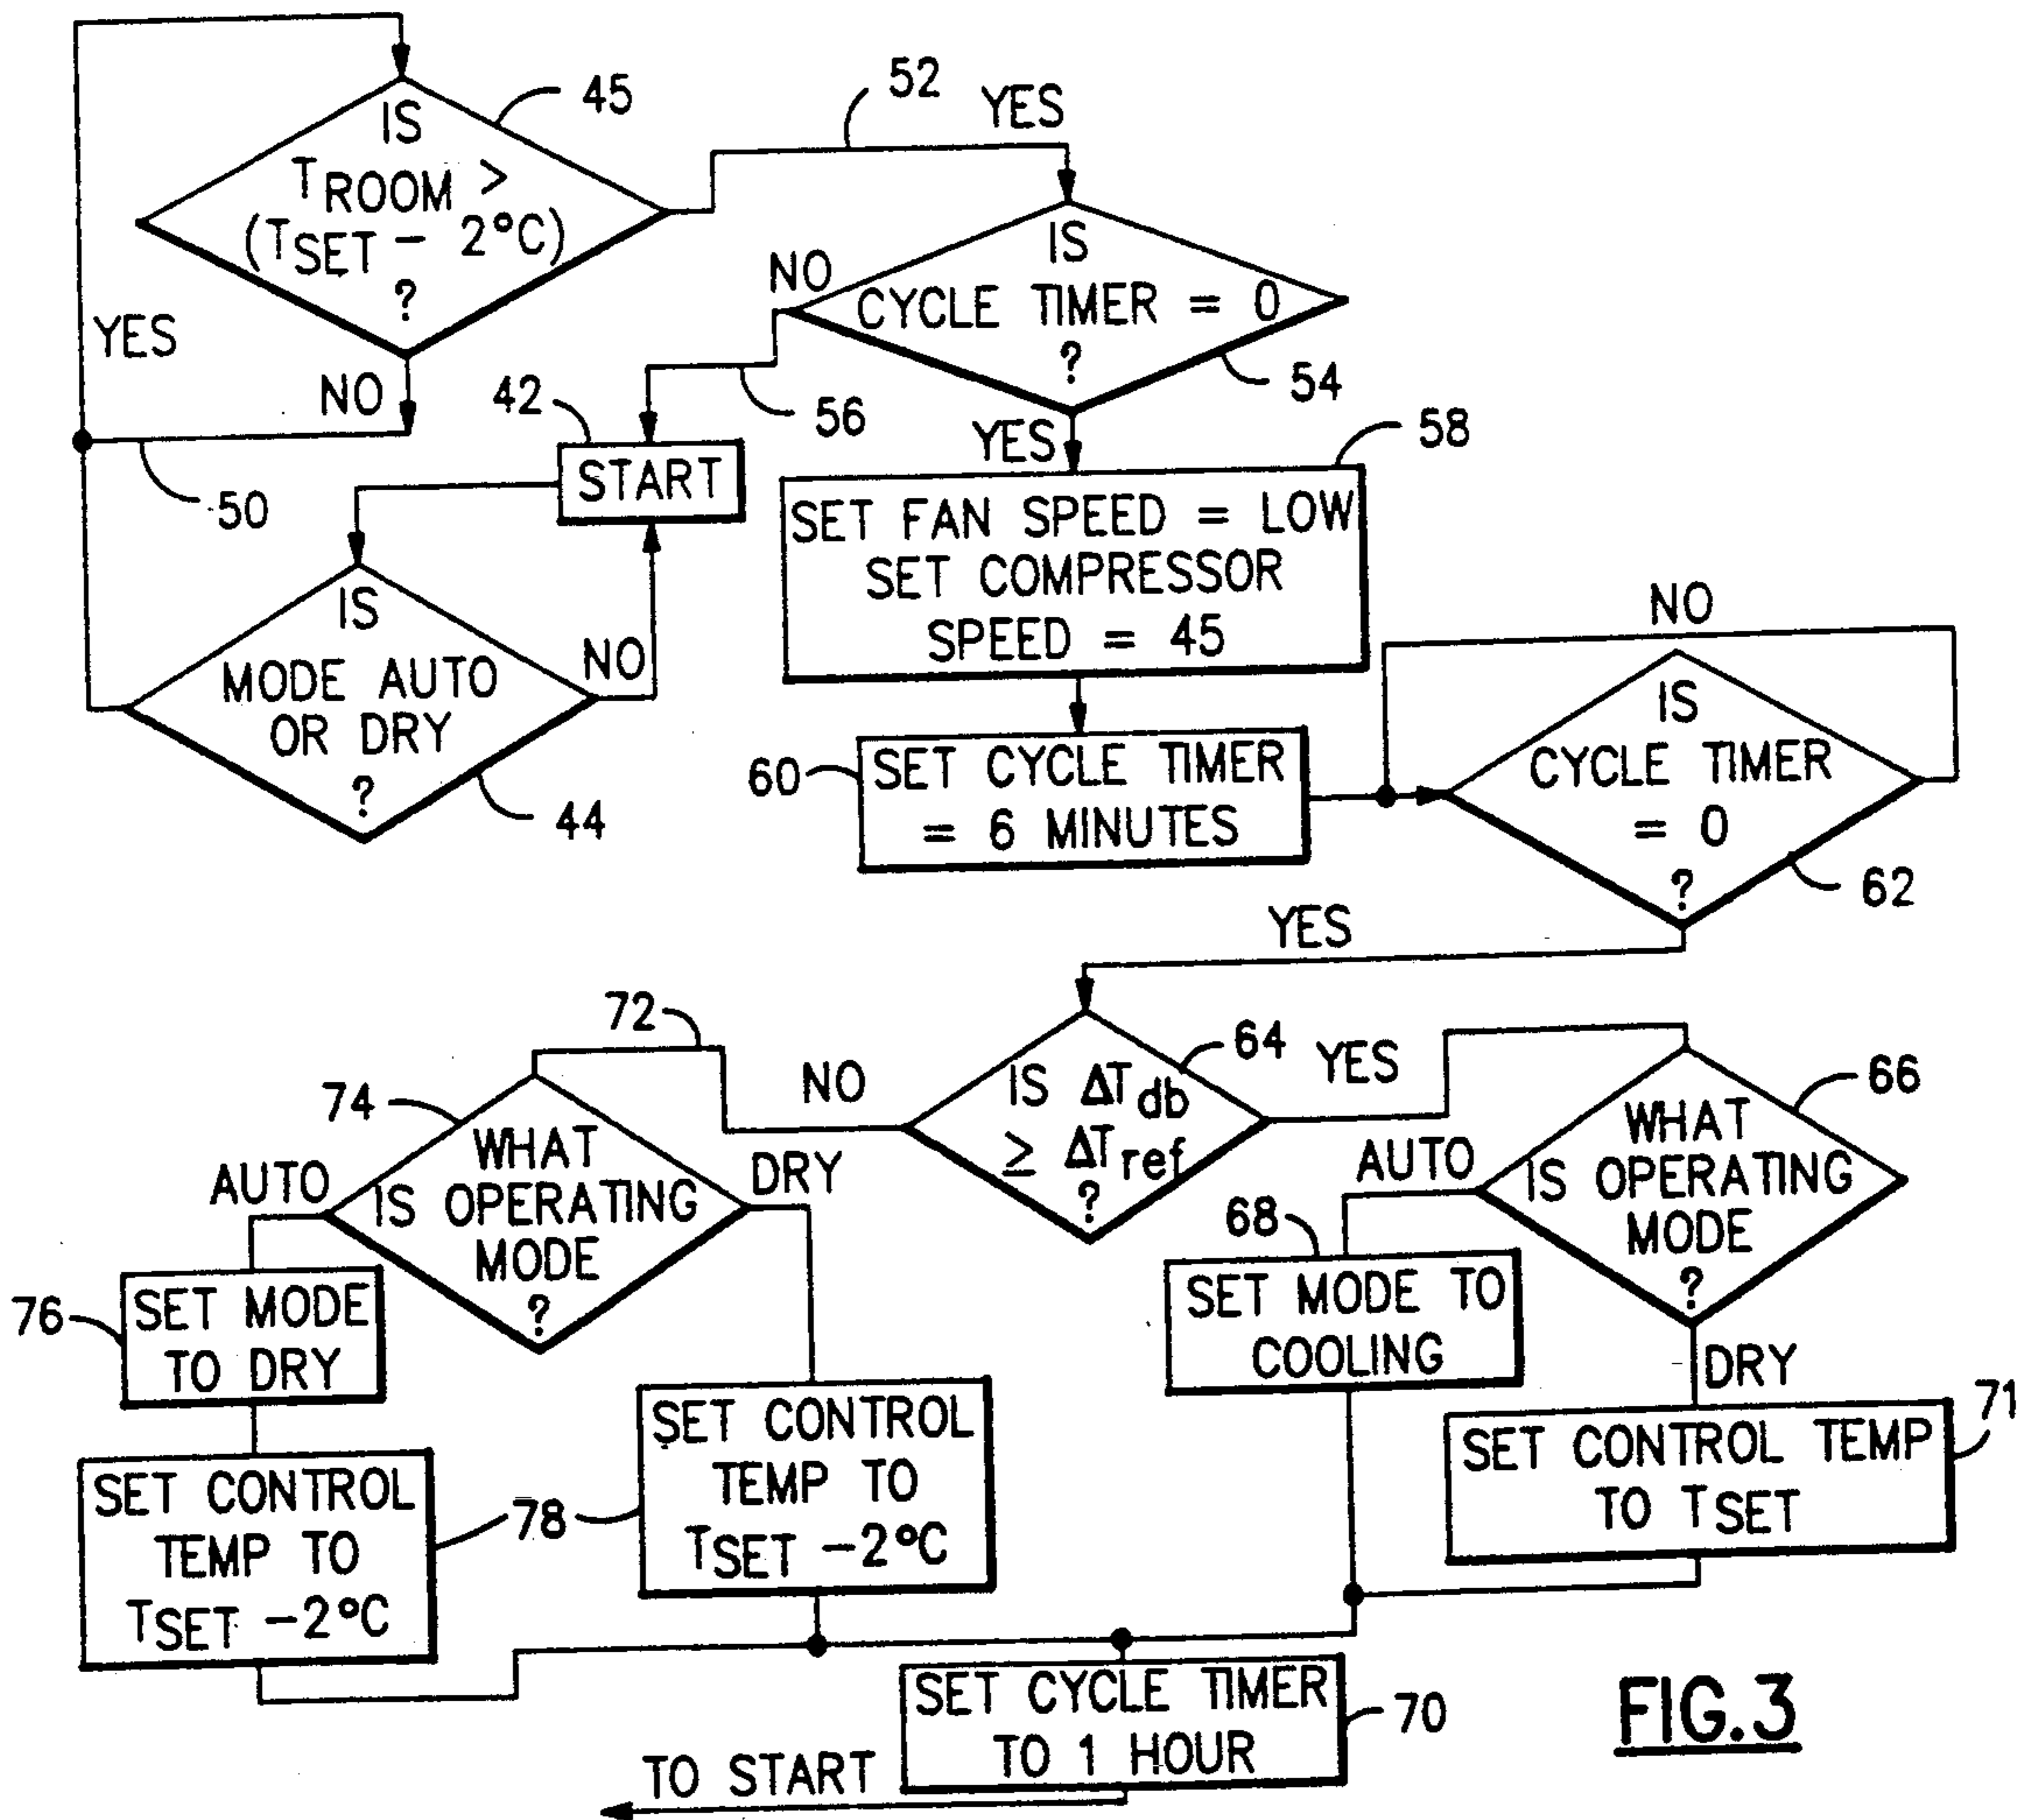 IS
TROOM >
(TSET - 2°C)
?
45
YES
NO
50
52
YES
IS
CYCLE TIMER = 0
?
NO
54
56
42
START
YES
58
SET FAN SPEED = LOW
SET COMPRESSOR
SPEED = 45
IS
MODE AUTO
OR DRY
?
NO
44
60
SET CYCLE TIMER
= 6 MINUTES
NO
IS
CYCLE TIMER
= 0
?
62
YES
72
64
IS ΔTdb
≥ ΔTref
?
NO
YES
74
WHAT
IS OPERATING
MODE
?
AUTO
DRY
66
WHAT
IS OPERATING
MODE
?
AUTO
DRY
76
SET MODE
TO DRY
68
SET MODE TO
COOLING
71
SET CONTROL TEMP
TO TSET
SET CONTROL
TEMP TO
TSET -2°C
78
SET CONTROL
TEMP TO
TSET -2°C
SET CYCLE TIMER
TO 1 HOUR
70
TO START
FIG.3